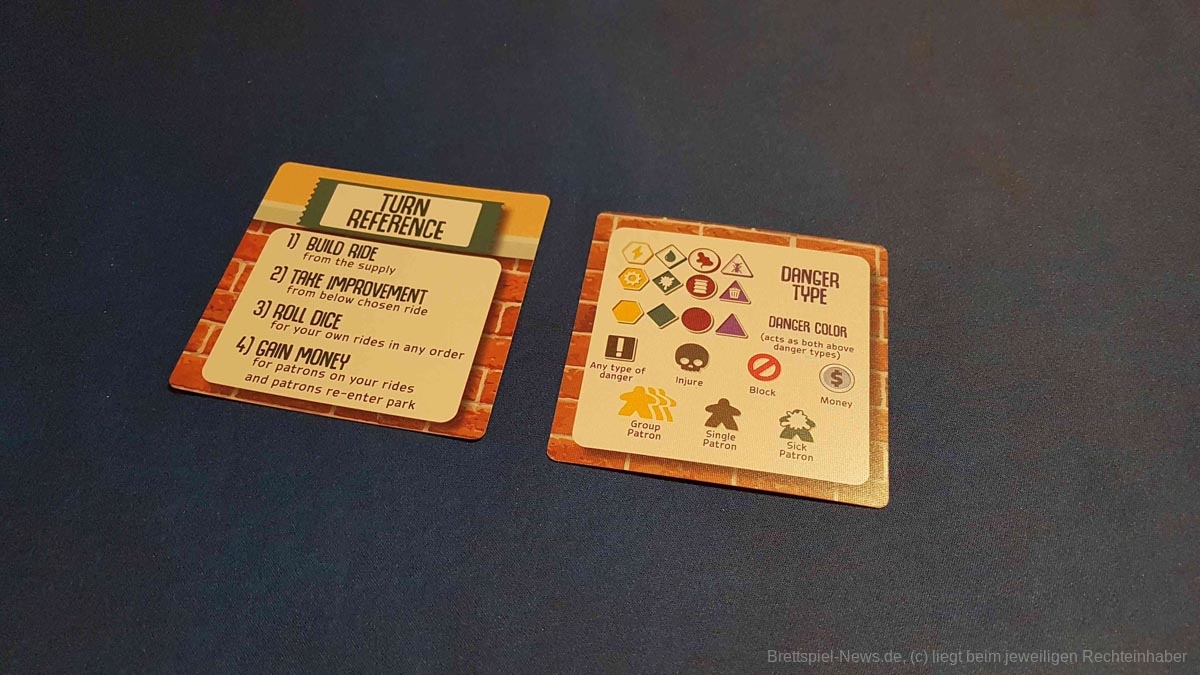 TURN
REFERENCE
1) BUILD RIDE
from the supply
2) TAKE IMPROVEMENT
from below chosen ride
3) ROLL DICE
for your own rides in any order
4) GAIN MONEY
for patrons on your rides
and patrons re-enter park
DANGER
TYPE
DANGER COLOR
(acts as both above
danger types)
Any type of
danger
Injure
Block
$
Money
Group
Patron
Single
Patron
Sick
Patron
Brettspiel-News.de, (c) liegt beim jeweiligen Rechteinhaber